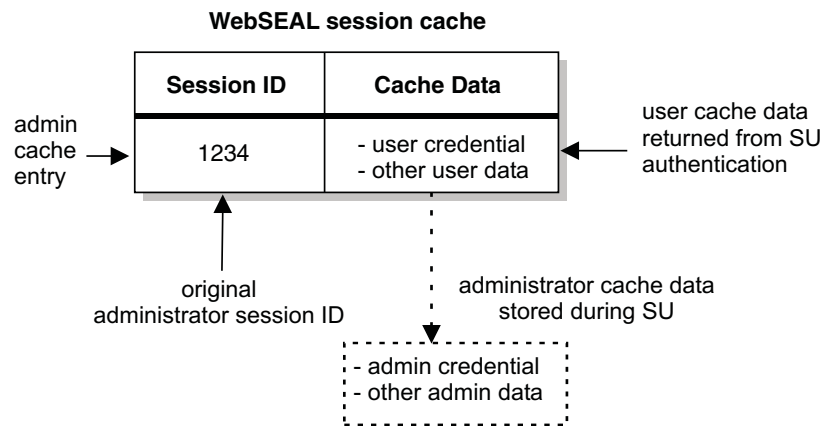 WebSEAL session cache
Session ID
Cache Data
admin
cache
entry
1234
- user credential
- other user data
user cache data
returned from SU
authentication
original
administrator session ID
administrator cache data
stored during SU
- admin credential
- other admin data